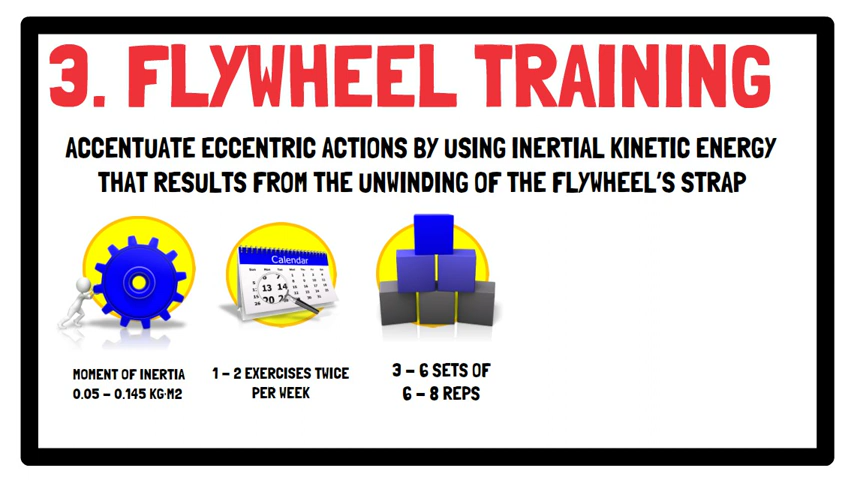 3. FLYWHEEL TRAINING
ACCENTUATE ECCENTRIC ACTIONS BY USING INERTIAL KINETIC ENERGY
THAT RESULTS FROM THE UNWINDING OF THE FLYWHEEL'S STRAP
Calendar
13 14
MOMENT OF INERTIA
0.05 – 0.145 KG·M2
1 – 2 EXERCISES TWICE
PER WEEK
3 – 6 SETS OF
6 – 8 REPS